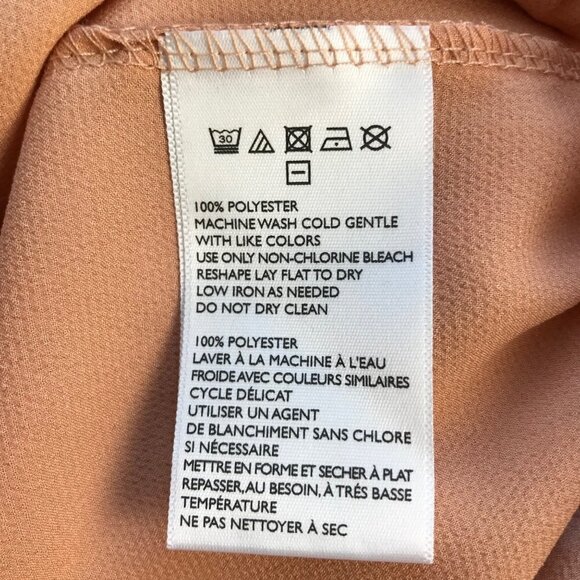 30
100% POLYESTER
MACHINE WASH COLD GENTLE
WITH LIKE COLORS
USE ONLY NON-CHLORINE BLEACH
RESHAPE LAY FLAT TO DRY
LOW IRON AS NEEDED
DO NOT DRY CLEAN
100% POLYESTER
LAVER À LA MACHINE À L'EAU
FROIDE AVEC COULEURS SIMILAIRES
CYCLE DÉLICAT
UTILISER UN AGENT
DE BLANCHIMENT SANS CHLORE
SI NÉCESSAIRE
METTRE EN FORME ET SECHER À PLAT
REPASSER, AU BESOIN, À TRÉS BASSE
TEMPÉRATURE
NE PAS NETTOYER À SEC